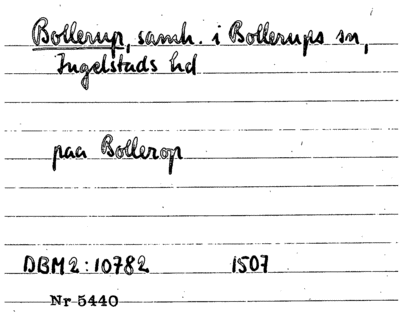 Bollerup, samh. i Bollerups sn,
Ingelstads hd
paa Bollerop
DBM 2:10782 1507
Nr 5440